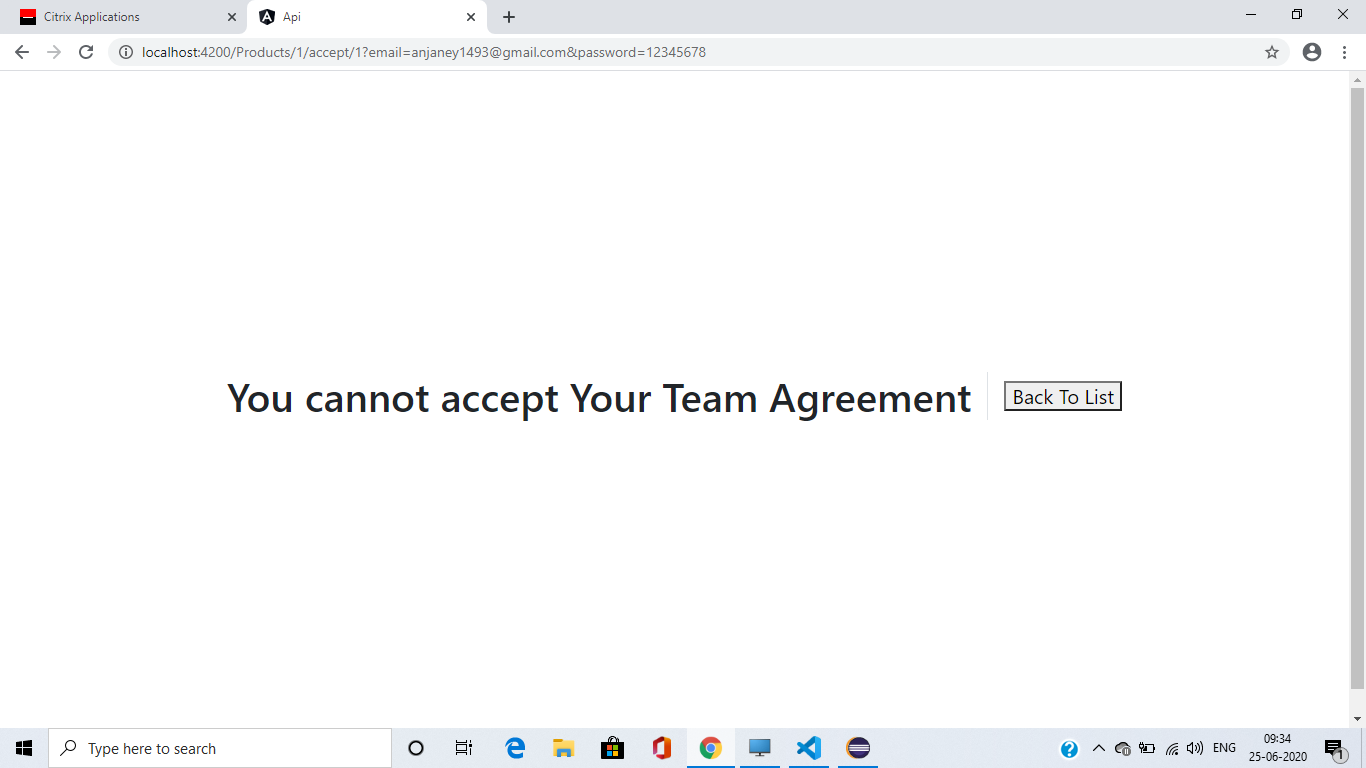 Citrix Applications
Api
localhost:4200/Products/1/accept/1?email=anjaney1493@gmail.com&password=12345678
You cannot accept Your Team Agreement
Back To List
Type here to search
ENG
09:34
25-06-2020
1